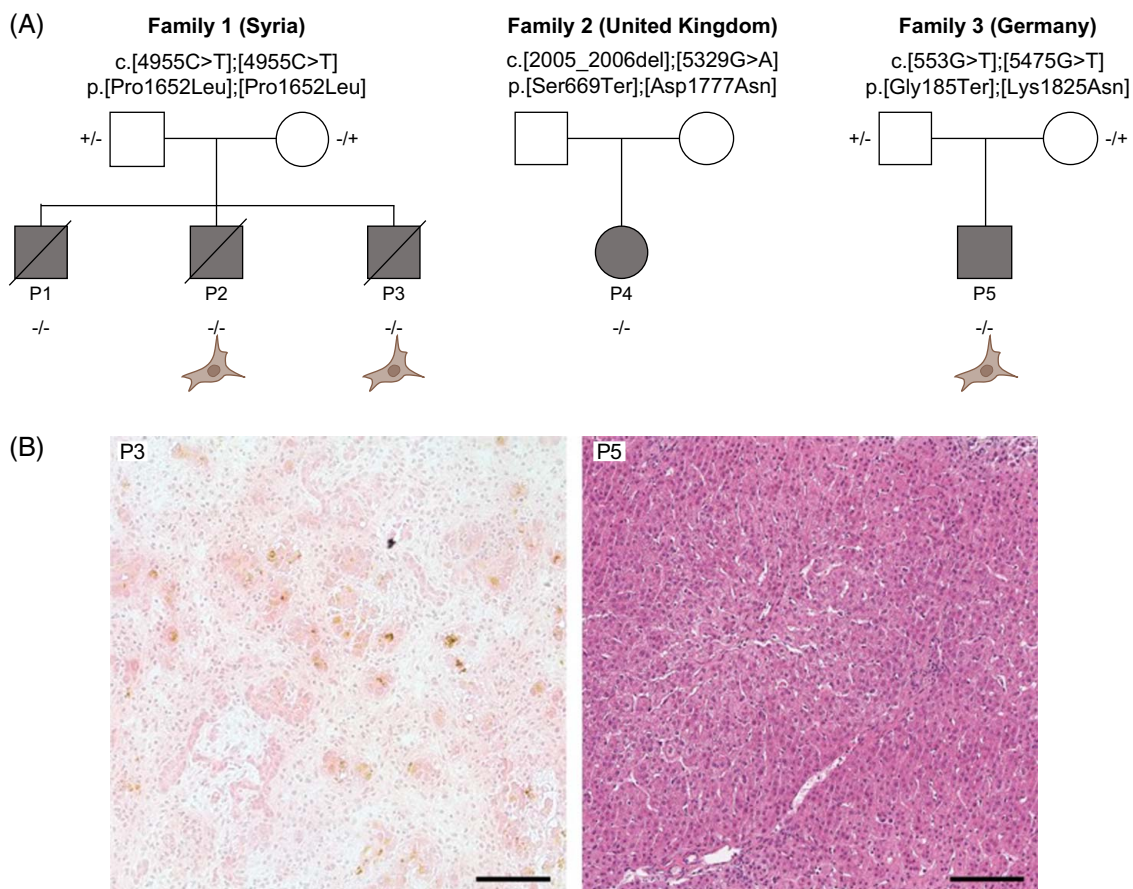 (A)
Family 1 (Syria)
c.[4955C>T];[4955C>T]
p.[Pro1652Leu];[Pro1652Leu]
+/-
-/+
P1
P2
P3
-/-
-/-
-/-
Family 2 (United Kingdom)
c.[2005_2006del];[5329G>A]
p.[Ser669Ter];[Asp1777Asn]
P4
-/-
Family 3 (Germany)
c.[553G>T];[5475G>T]
p.[Gly185Ter];[Lys1825Asn]
+/-
-/+
P5
-/-
(B)
P3
P5